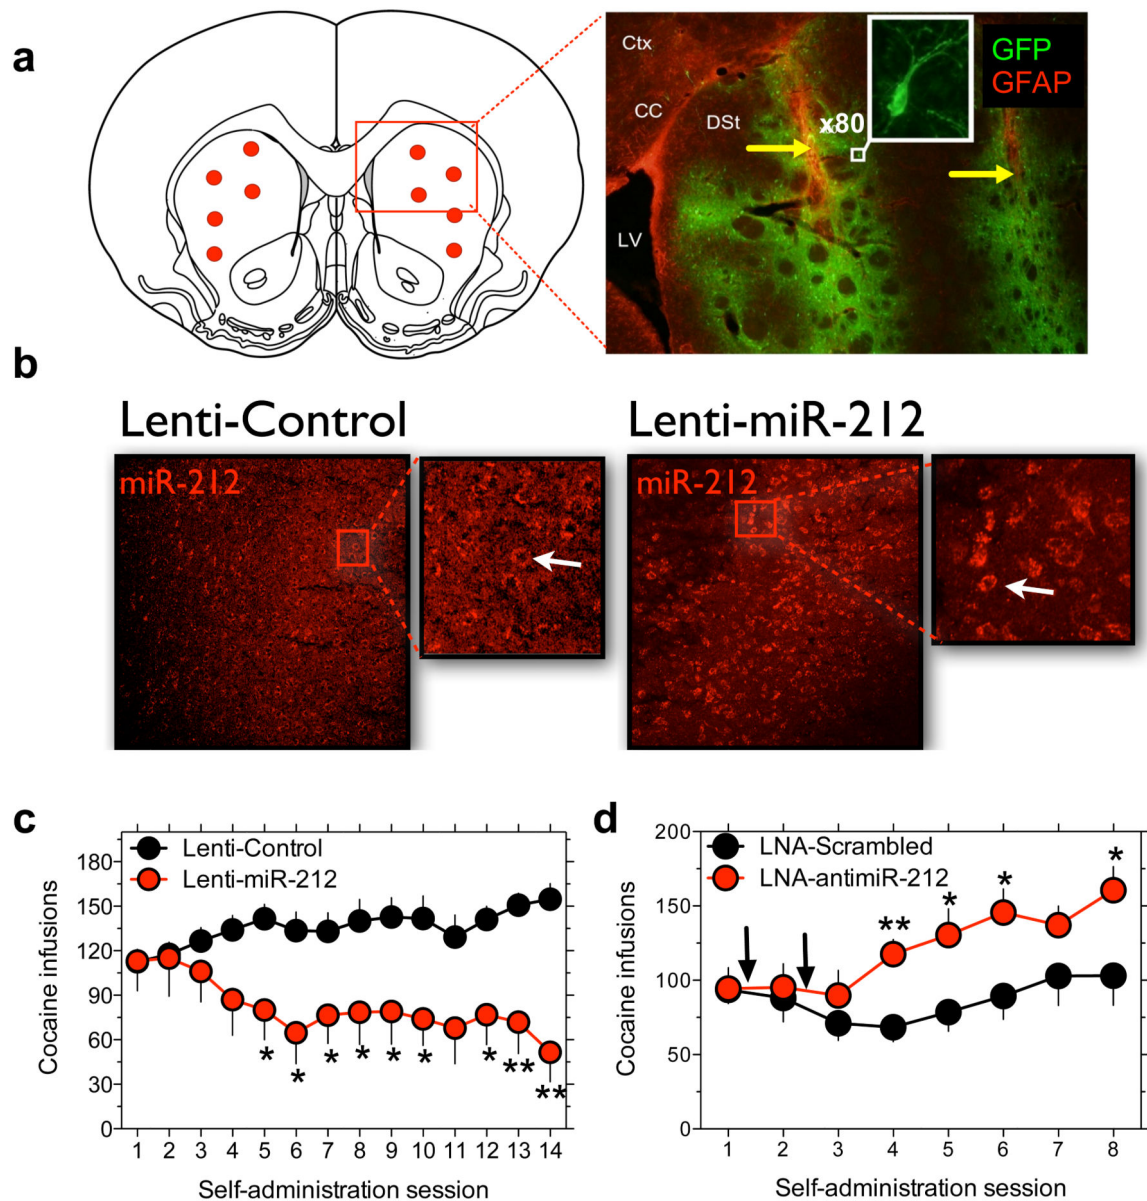 a
Ctx
CC
DSt
LV
x80
GFP
GFAP
b
Lenti-Control
Lenti-miR-212
miR-212
miR-212
c
Lenti-Control
Lenti-miR-212
Cocaine infusions
180
150
120
90
60
30
0
* * * * * * * ** **
1 2 3 4 5 6 7 8 9 10 11 12 13 14
Self-administration session
d
LNA-Scrambled
LNA-antimiR-212
Cocaine infusions
200
150
100
50
0
** * * *
1 2 3 4 5 6 7 8
Self-administration session